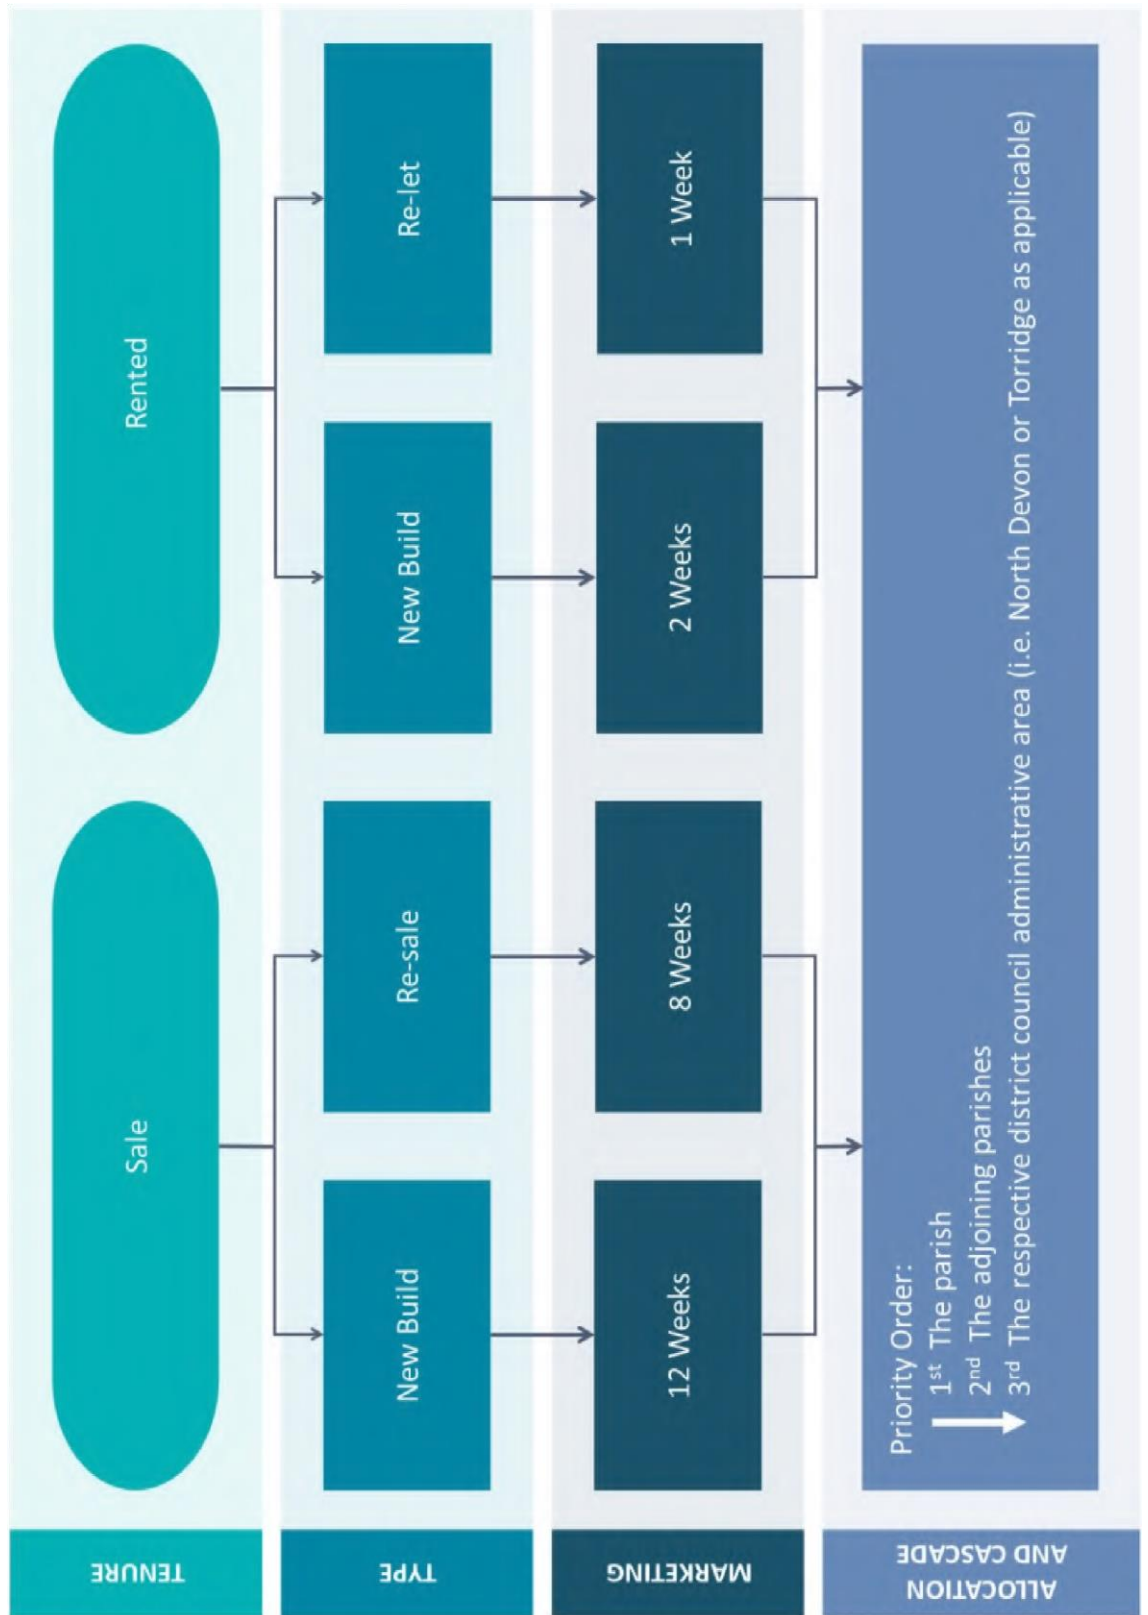 TENURE
Sale
Rented
TYPE
New Build
Re-sale
New Build
Re-let
MARKETING
12 Weeks
8 Weeks
2 Weeks
1 Week
ALLOCATION
AND CASCADE
Priority Order:
1st The parish
2nd The adjoining parishes
3rd The respective district council administrative area (i.e. North Devon or Torridge as applicable)